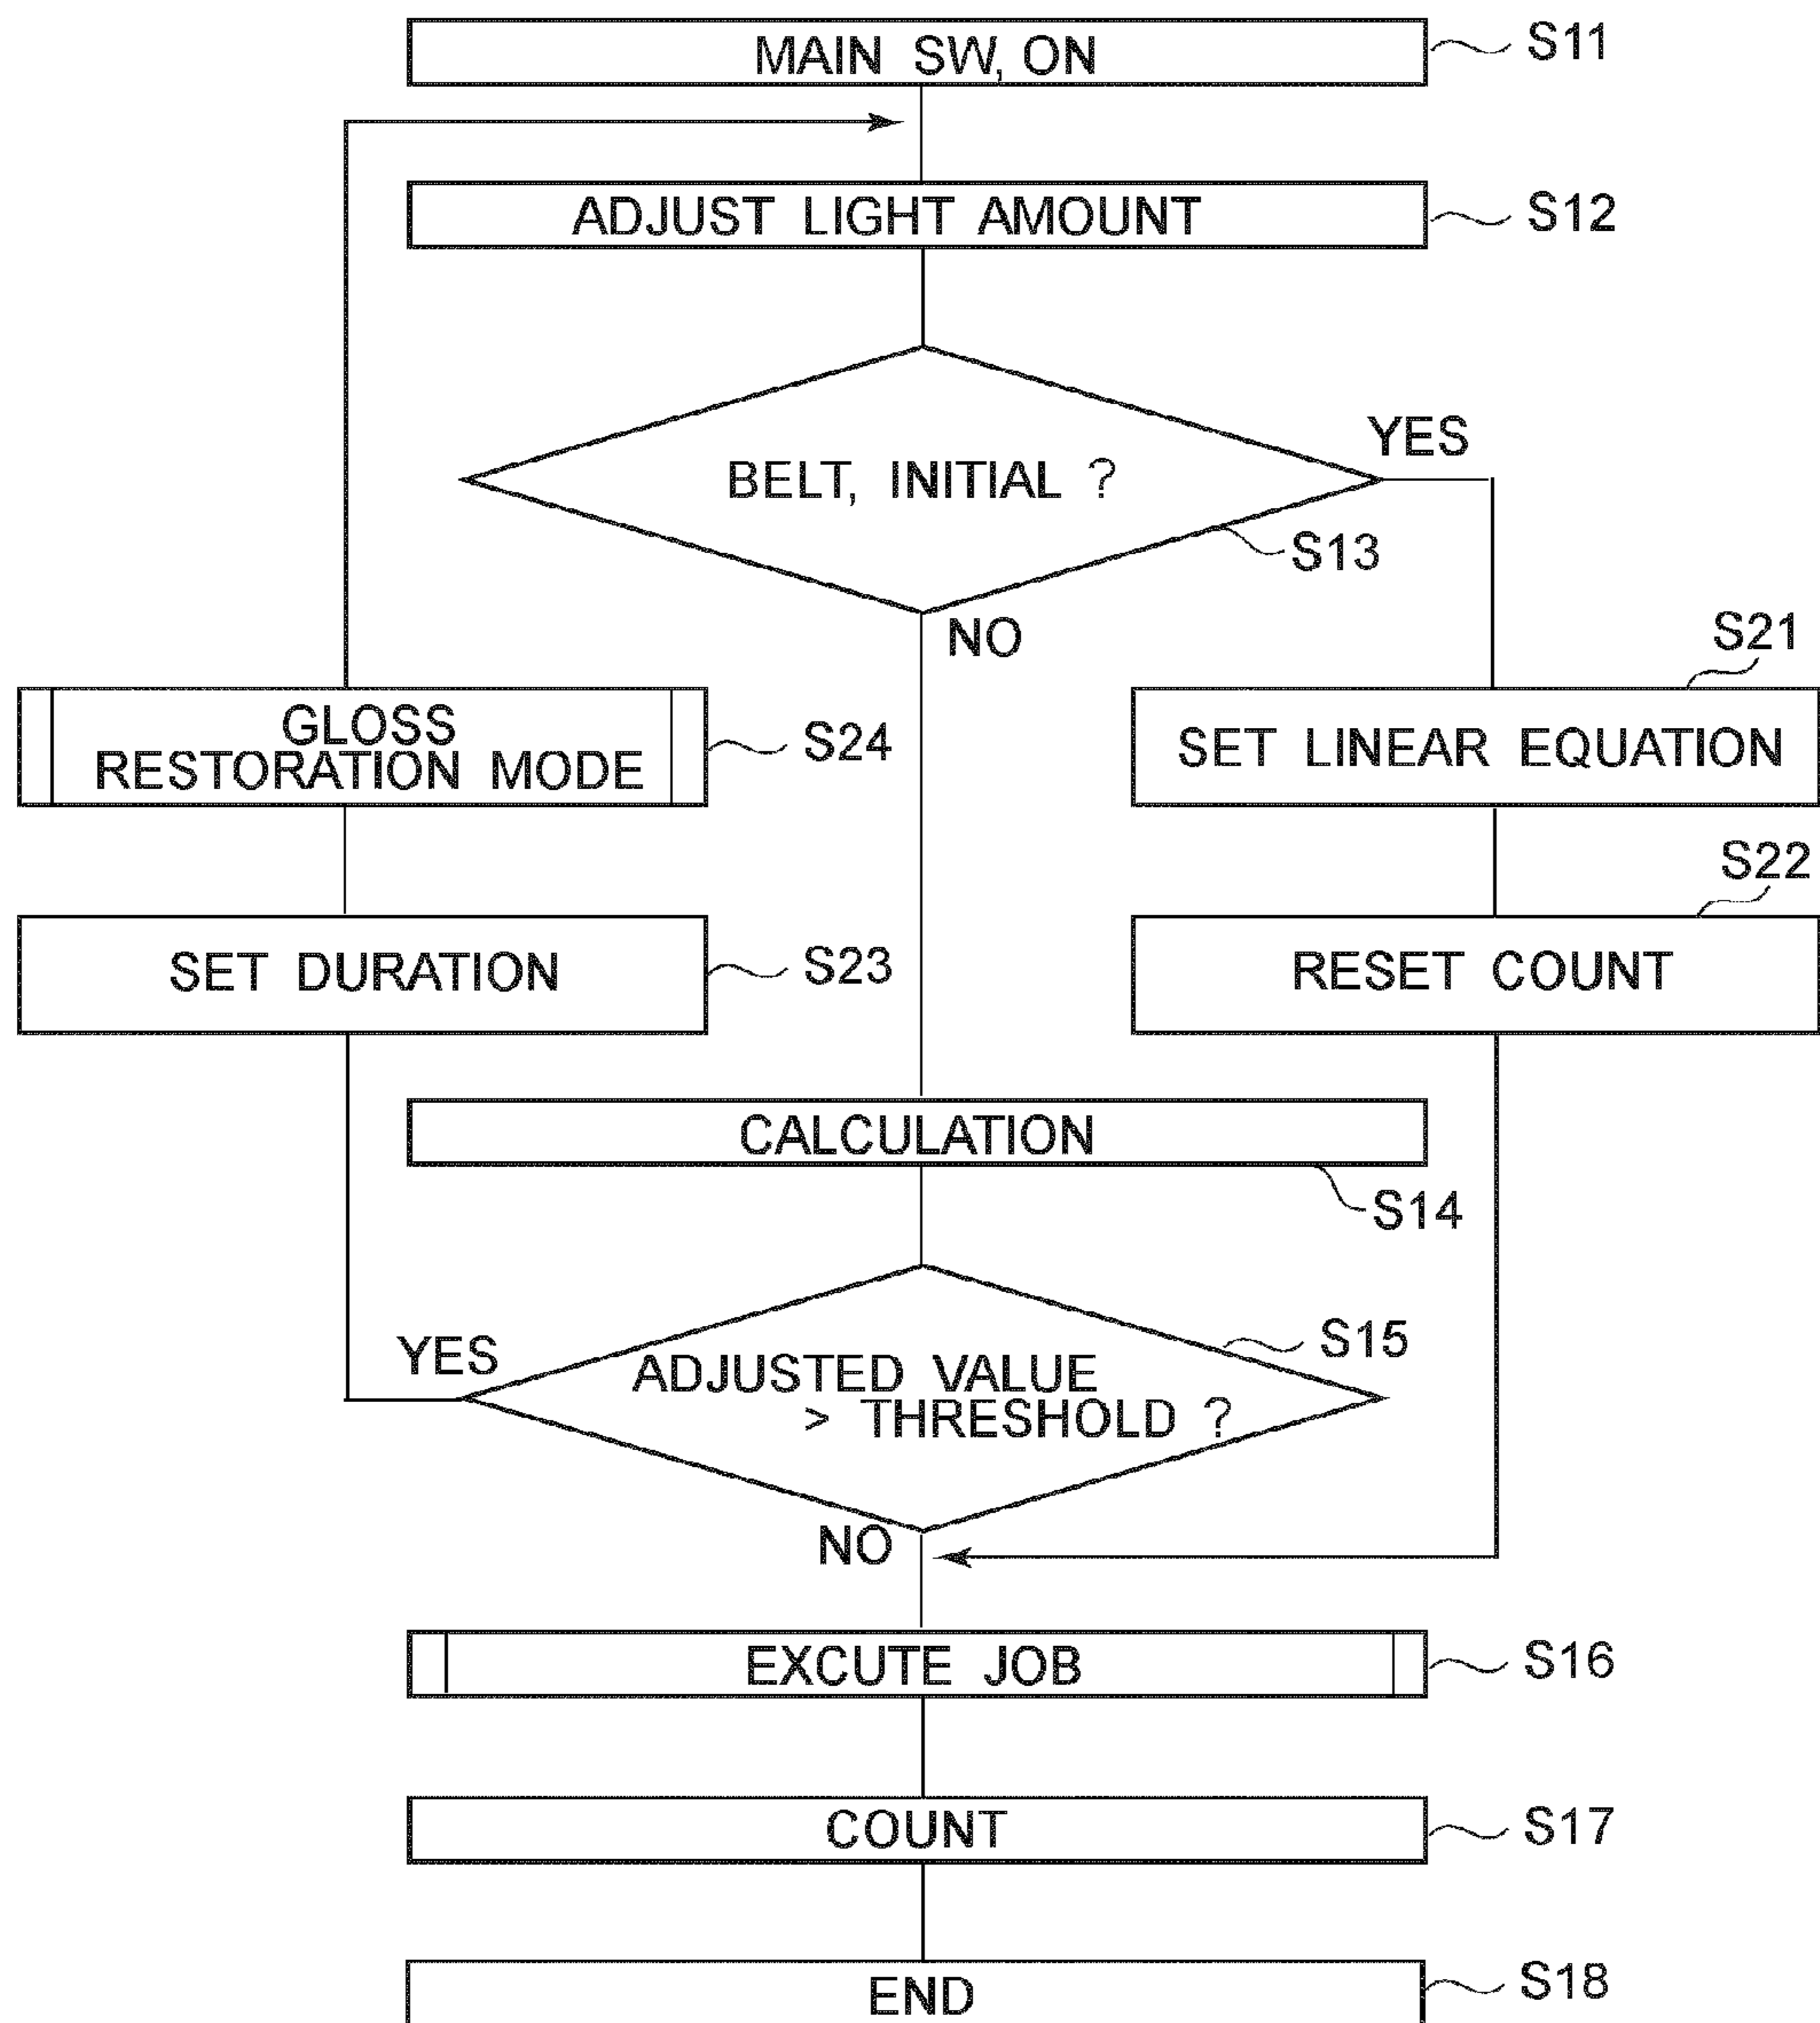 MAIN SW, ON
S11
ADJUST LIGHT AMOUNT
S12
BELT, INITIAL ?
YES
S13
NO
S21
GLOSS
RESTORATION MODE
S24
SET LINEAR EQUATION
S22
SET DURATION
S23
RESET COUNT
CALCULATION
S14
YES
ADJUSTED VALUE
> THRESHOLD ?
S15
NO
EXCUTE JOB
S16
COUNT
S17
END
S18